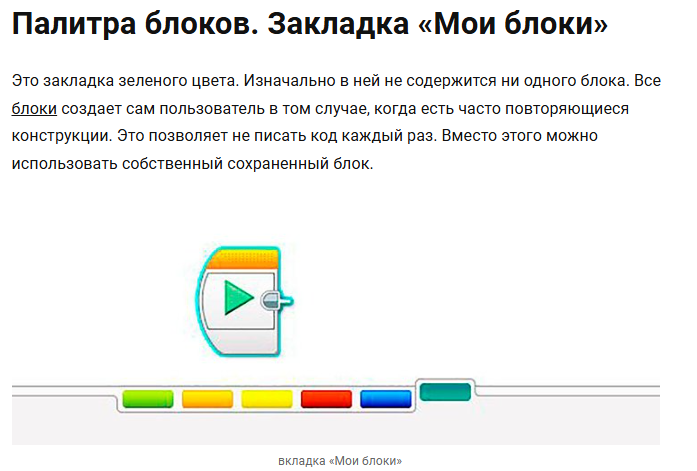 Палитра блоков. Закладка «Мои блоки»
Это закладка зеленого цвета. Изначально в ней не содержится ни одного блока. Все
блоки создает сам пользователь в том случае, когда есть часто повторяющиеся
конструкции. Это позволяет не писать код каждый раз. Вместо этого можно
использовать собственный сохраненный блок.
вкладка «Мои блоки»